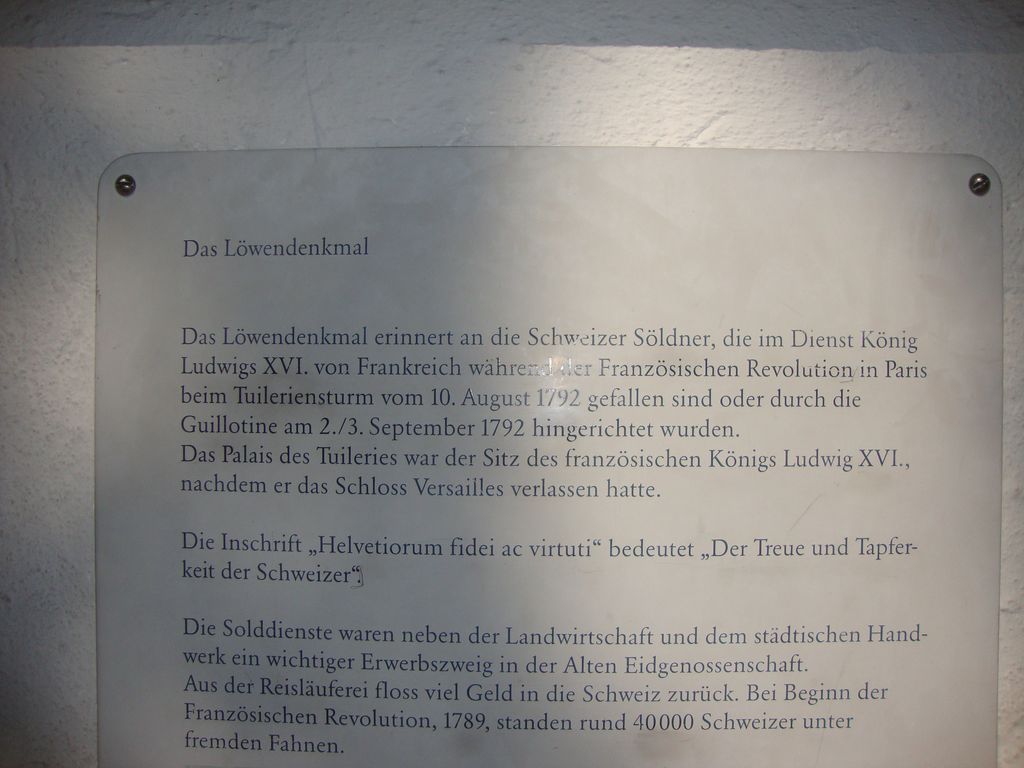 Das Löwendenkmal
Das Löwendenkmal erinnert an die Schweizer Söldner, die im Dienst König
Ludwigs XVI. von Frankreich während der Französischen Revolution in Paris
beim Tuileriensturm vom 10. August 1792 gefallen sind oder durch die
Guillotine am 2./3. September 1792 hingerichtet wurden.
Das Palais des Tuileries war der Sitz des französischen Königs Ludwig XVI.,
nachdem er das Schloss Versailles verlassen hatte.
Die Inschrift „Helvetiorum fidei ac virtuti“ bedeutet „Der Treue und Tapfer-
keit der Schweizer“.
Die Solddienste waren neben der Landwirtschaft und dem städtischen Hand-
werk ein wichtiger Erwerbszweig in der Alten Eidgenossenschaft.
Aus der Reisläuferei floss viel Geld in die Schweiz zurück. Bei Beginn der
Französischen Revolution, 1789, standen rund 40000 Schweizer unter
fremden Fahnen.